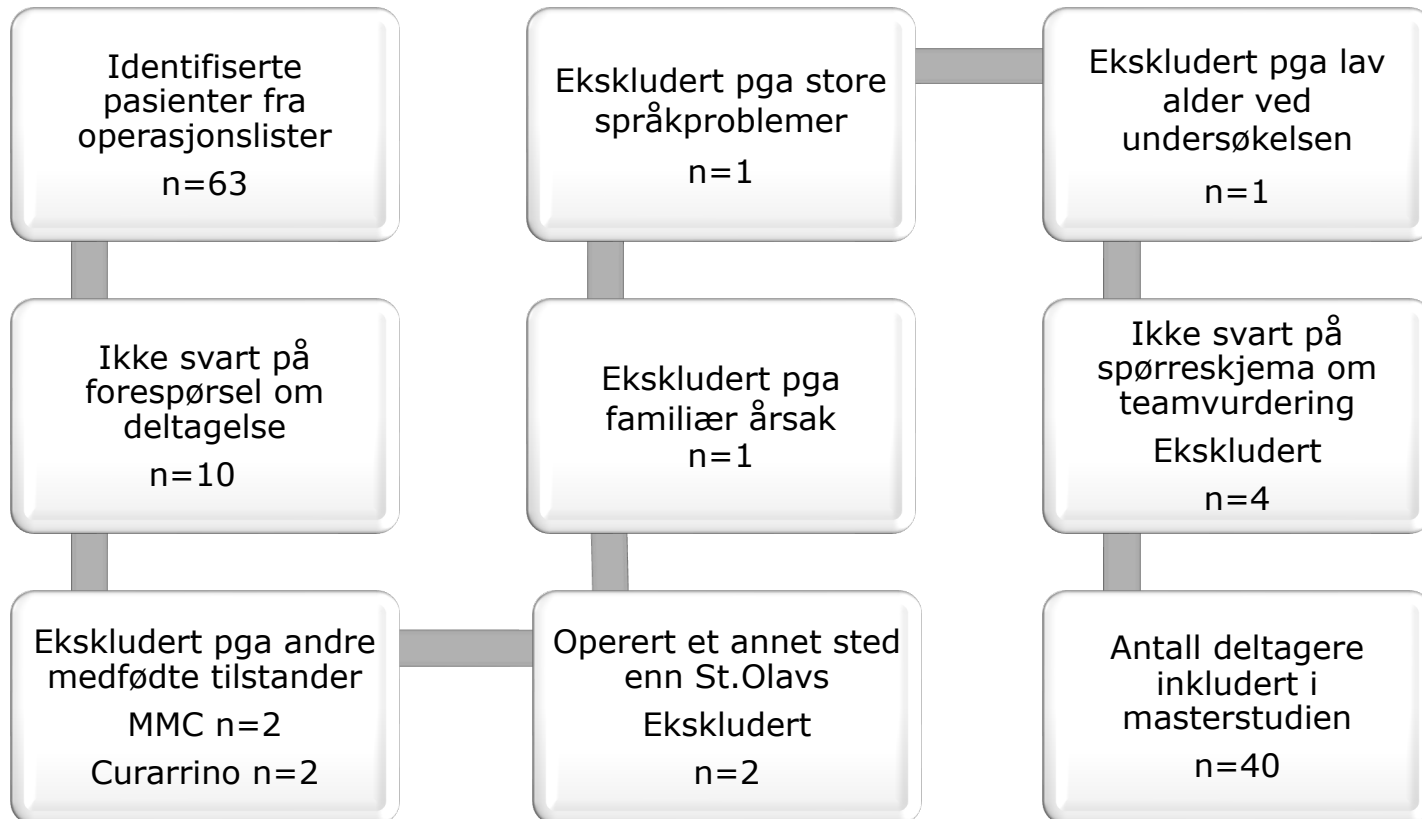 Identifiserte
pasienter fra
operasjonslister
n=63
Ikke svart på
forespørsel om
deltagelse
n=10
Ekskludert pga andre
medfødte tilstander
MMC n=2
Curarrino n=2
Operert et annet sted
enn St.Olavs
Ekskludert
n=2
Ekskludert pga
familiær årsak
n=1
Ekskludert pga store
språkproblemer
n=1
Ekskludert pga lav
alder ved
undersøkelsen
n=1
Ikke svart på
spørreskjema om
teamvurdering
Ekskludert
n=4
Antall deltagere
inkludert i
masterstudien
n=40